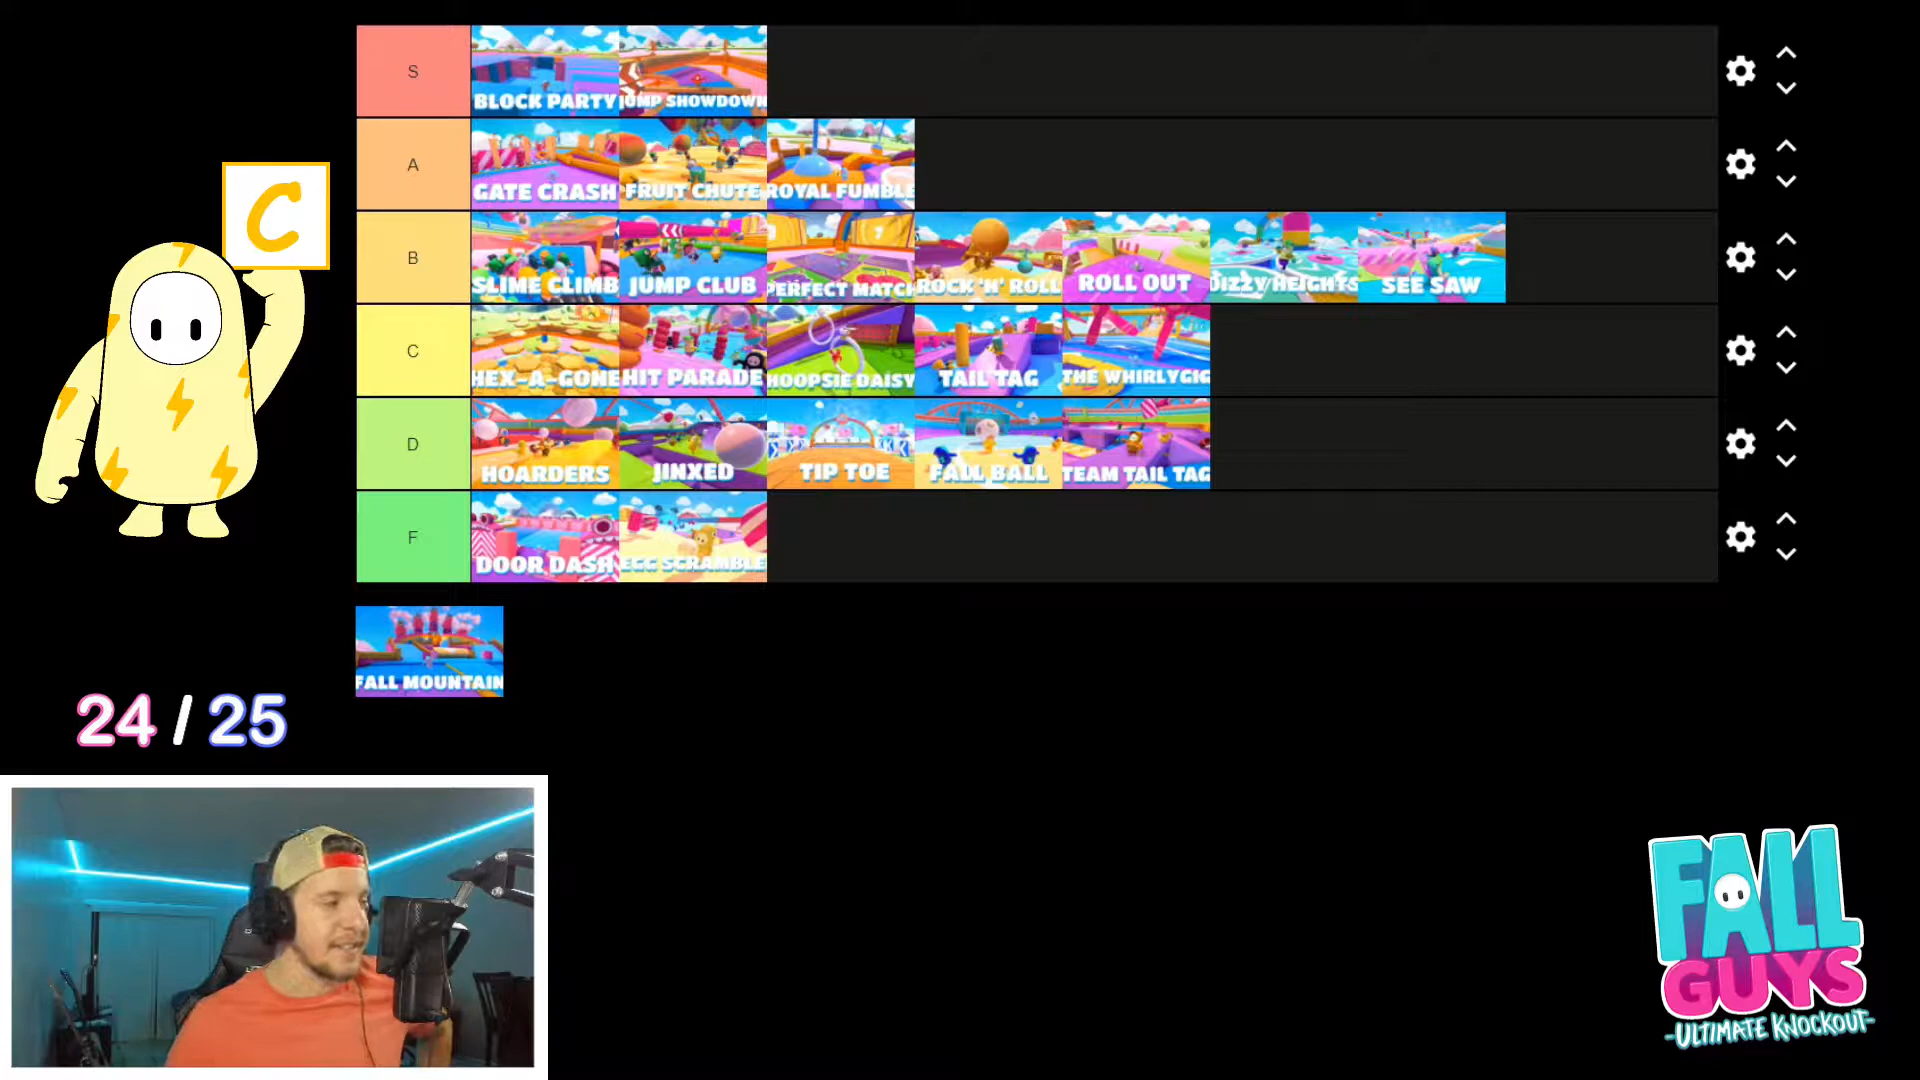 S
BLOCK PARTY
JUMP SHOWDOWN
A
GATE CRASH
FRUIT CHUTE
ROYAL FUMBLE
C
B
SLIME CLIMB
JUMP CLUB
PERFECT MATCH
ROCK 'N' ROLL
ROLL OUT
DIZZY HEIGHTS
SEE SAW
C
HEX-A-GONE
HIT PARADE
HOOPSIE DAISY
TAIL TAG
THE WHIRLYGIG
D
HOARDERS
JINXED
TIP TOE
FALL BALL
TEAM TAIL TAG
F
DOOR DASH
EGG SCRAMBLE
FALL MOUNTAIN
24 / 25
FALL
GUYS
-ULTIMATE KNOCKOUT-